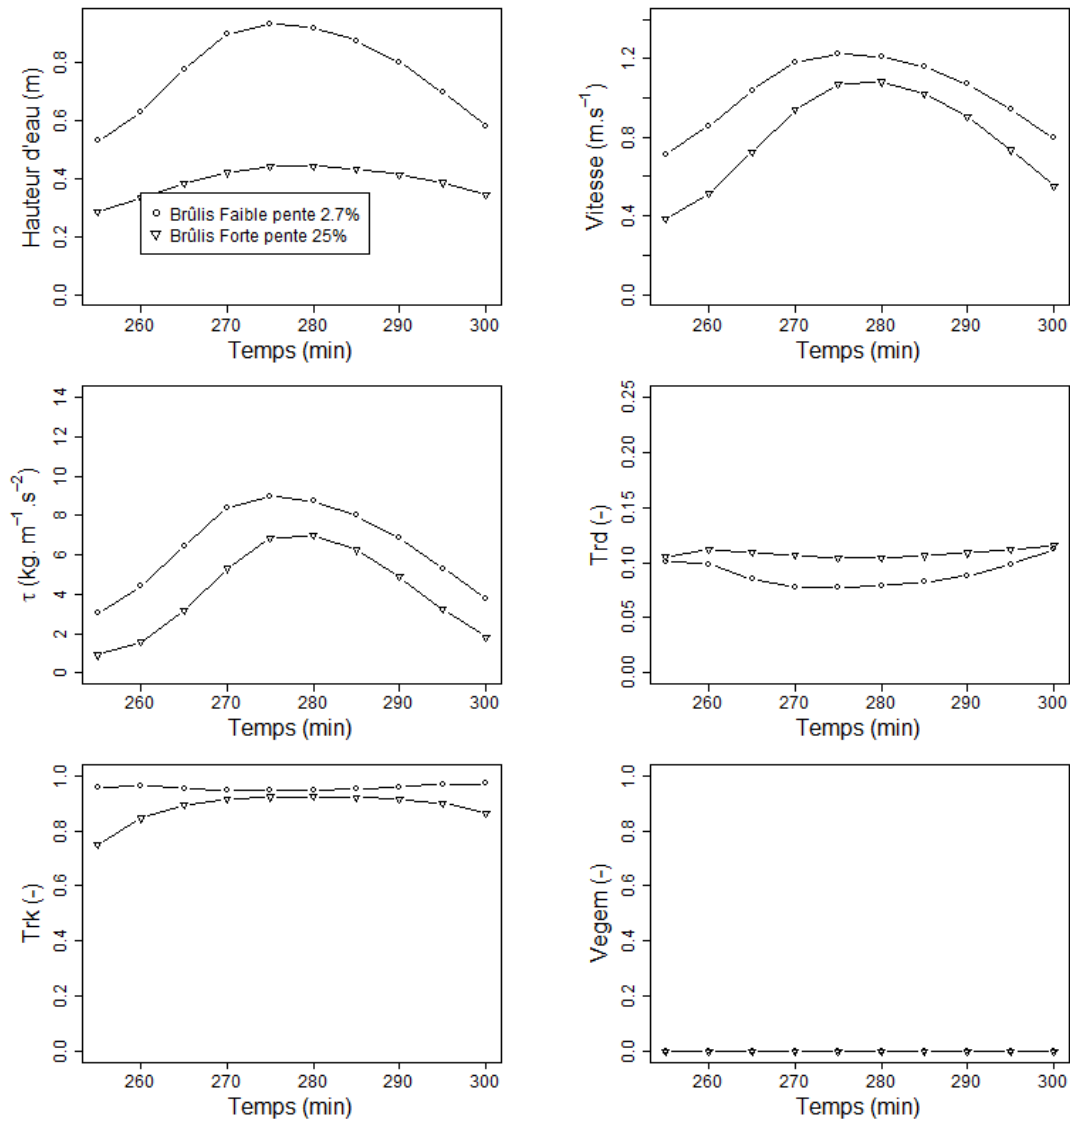 Hauteur d'eau (m)
0.0 0.2 0.4 0.6 0.8
Brûlis Faible pente 2.7%
Brûlis Forte pente 25%
260 270 280 290 300
Temps (min)
Vitesse (m.s⁻¹)
0.0 0.4 0.8 1.2
260 270 280 290 300
Temps (min)
τ (kg. m⁻¹.s⁻²)
0 2 4 6 8 10 12 14
260 270 280 290 300
Temps (min)
Trd (-)
0.00 0.05 0.10 0.15 0.20 0.25
260 270 280 290 300
Temps (min)
Trk (-)
0.0 0.2 0.4 0.6 0.8 1.0
260 270 280 290 300
Temps (min)
Vegem (-)
0.0 0.2 0.4 0.6 0.8 1.0
260 270 280 290 300
Temps (min)